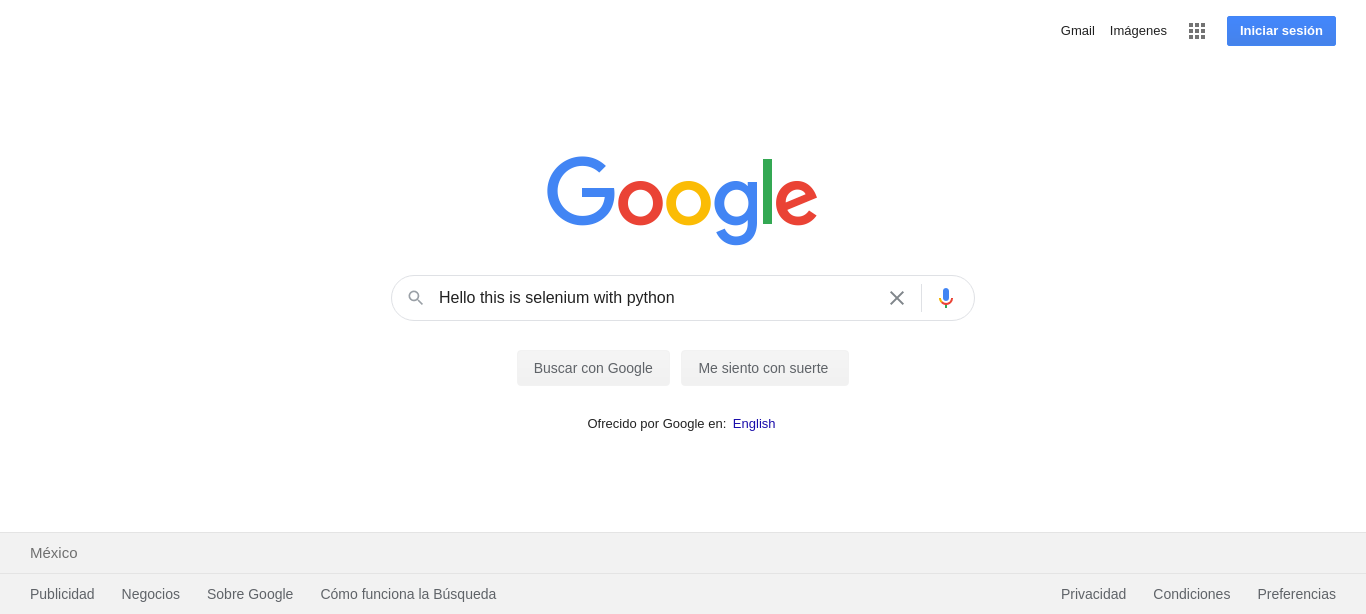 Gmail Imágenes Iniciar sesión
Google
Hello this is selenium with python
Buscar con Google Me siento con suerte
Ofrecido por Google en: English
México
Publicidad Negocios Sobre Google Cómo funciona la Búsqueda Privacidad Condiciones Preferencias